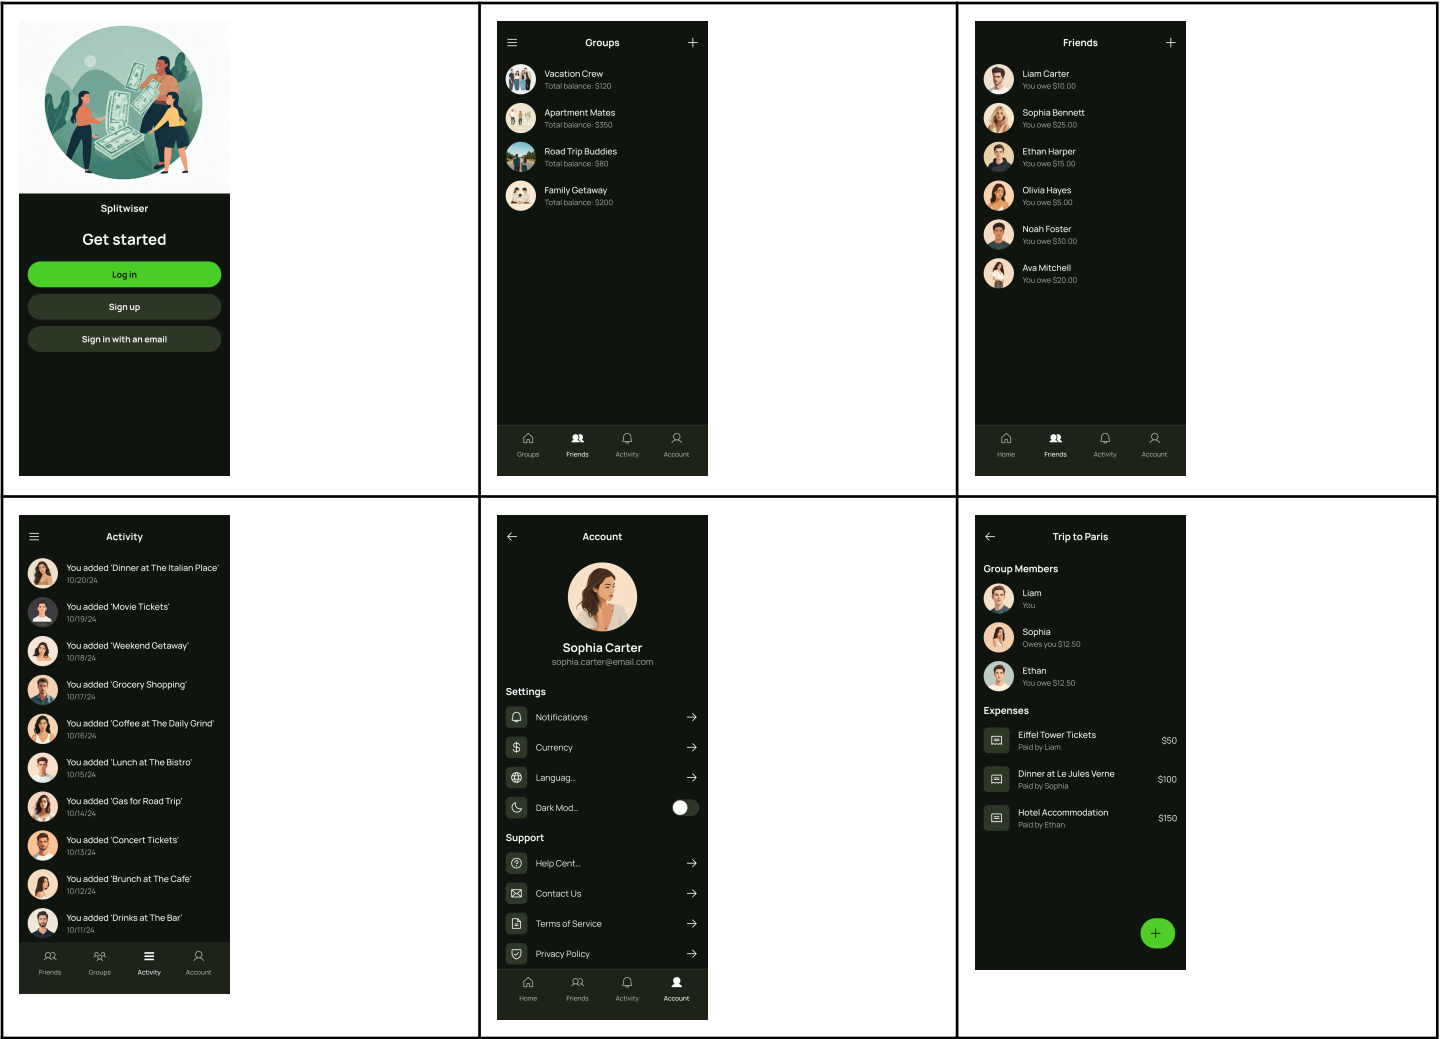 Splitwiser
Get started
Log in
Sign up
Sign in with an email
Groups
Vacation Crew
Total balance: $120
Apartment Mates
Total balance: $350
Road Trip Buddies
Total balance: $80
Family Getaway
Total balance: $200
Groups Friends Activity Account
Friends
Liam Carter
You owe $10.00
Sophia Bennett
You owe $25.00
Ethan Harper
You owe $15.00
Olivia Hayes
You owe $5.00
Noah Foster
You owe $30.00
Ava Mitchell
You owe $20.00
Home Friends Activity Account
Activity
You added 'Dinner at The Italian Place'
10/20/24
You added 'Movie Tickets'
10/19/24
You added 'Weekend Getaway'
10/18/24
You added 'Grocery Shopping'
10/17/24
You added 'Coffee at The Daily Grind'
10/16/24
You added 'Lunch at The Bistro'
10/15/24
You added 'Gas for Road Trip'
10/14/24
You added 'Concert Tickets'
10/13/24
You added 'Brunch at The Cafe'
10/12/24
You added 'Drinks at The Bar'
10/11/24
Friends Groups Activity Account
Account
Sophia Carter
sophia.carter@email.com
Settings
Notifications
Currency
Languag...
Dark Mod...
Support
Help Cent...
Contact Us
Terms of Service
Privacy Policy
Home Friends Activity Account
Trip to Paris
Group Members
Liam
You
Sophia
Owes you $12.50
Ethan
You owe $12.50
Expenses
Eiffel Tower Tickets $50
Paid by Liam
Dinner at Le Jules Verne $100
Paid by Sophia
Hotel Accommodation $150
Paid by Ethan